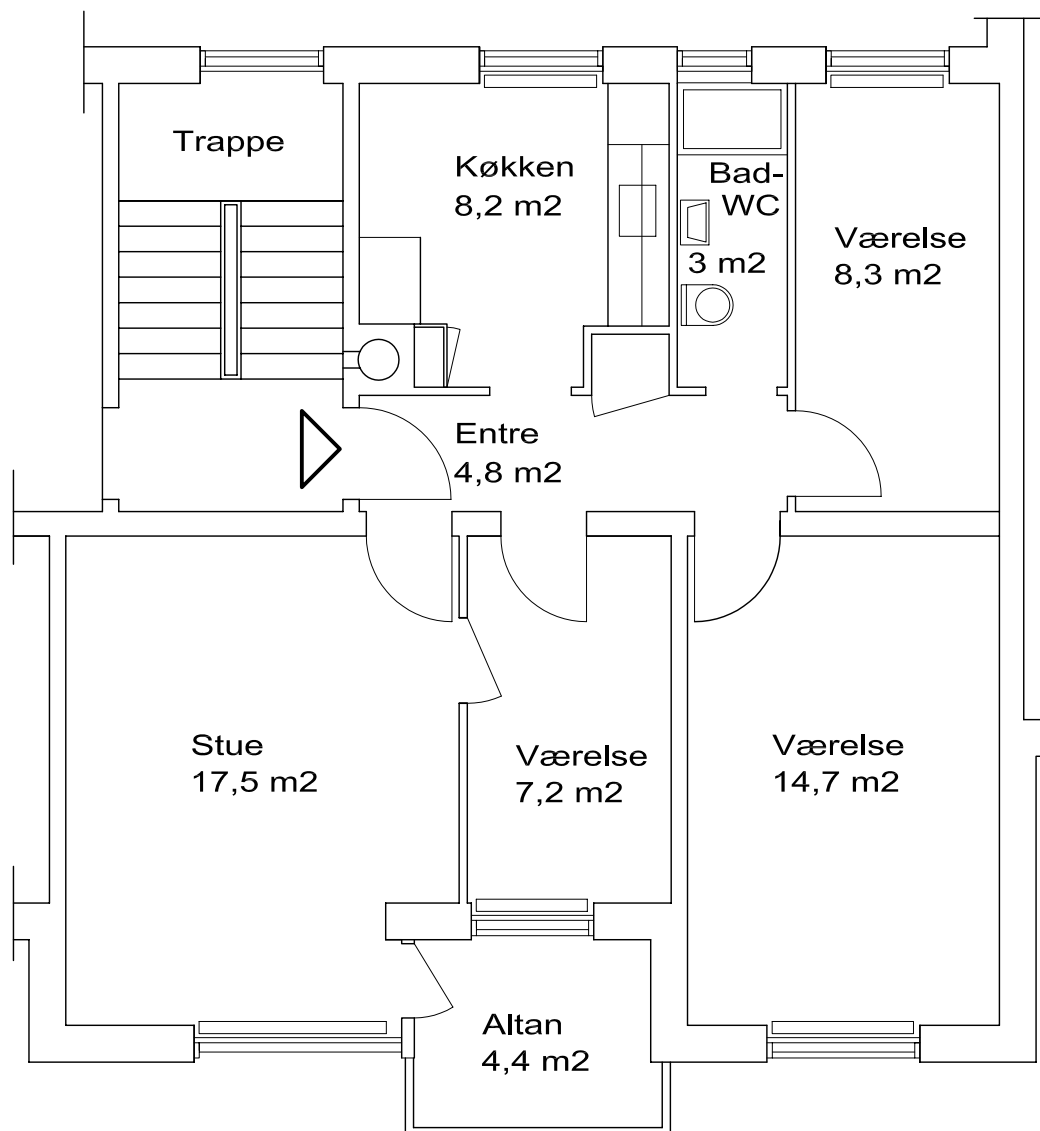 Trappe
Køkken
8,2 m2
Bad-
WC
3 m2
Værelse
8,3 m2
Entre
4,8 m2
Stue
17,5 m2
Værelse
7,2 m2
Værelse
14,7 m2
Altan
4,4 m2